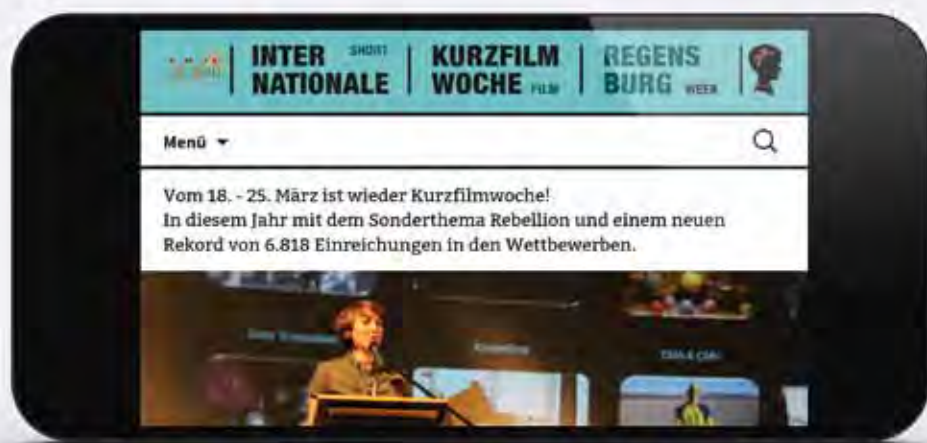 INTER SHORT KURZFILM REGENS
NATIONALE WOCHE FILM BURG WEEK
Menü
Vom 18. - 25. März ist wieder Kurzfilmwoche!
In diesem Jahr mit dem Sonderthema Rebellion und einem neuen
Rekord von 6.818 Einreichungen in den Wettbewerben.